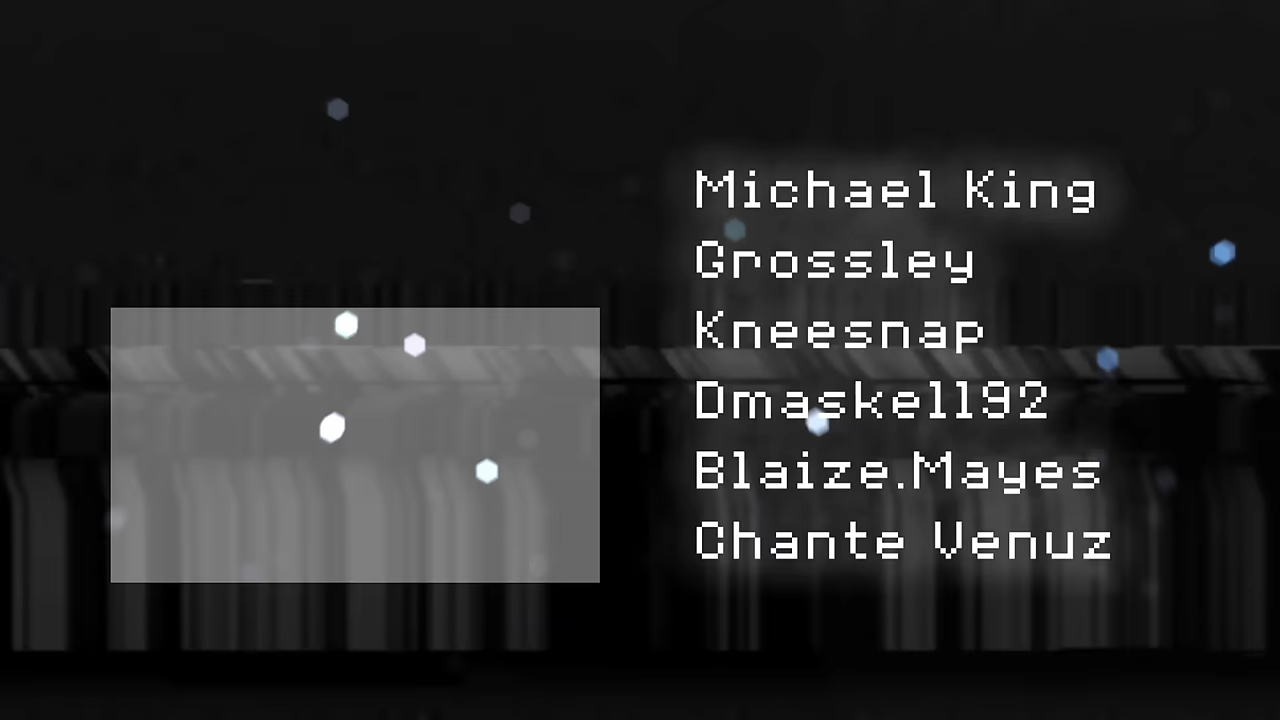 Michael King
Grossley
Kneesnap
Dmaskell92
Blaize.Mayes
Chante Venuz